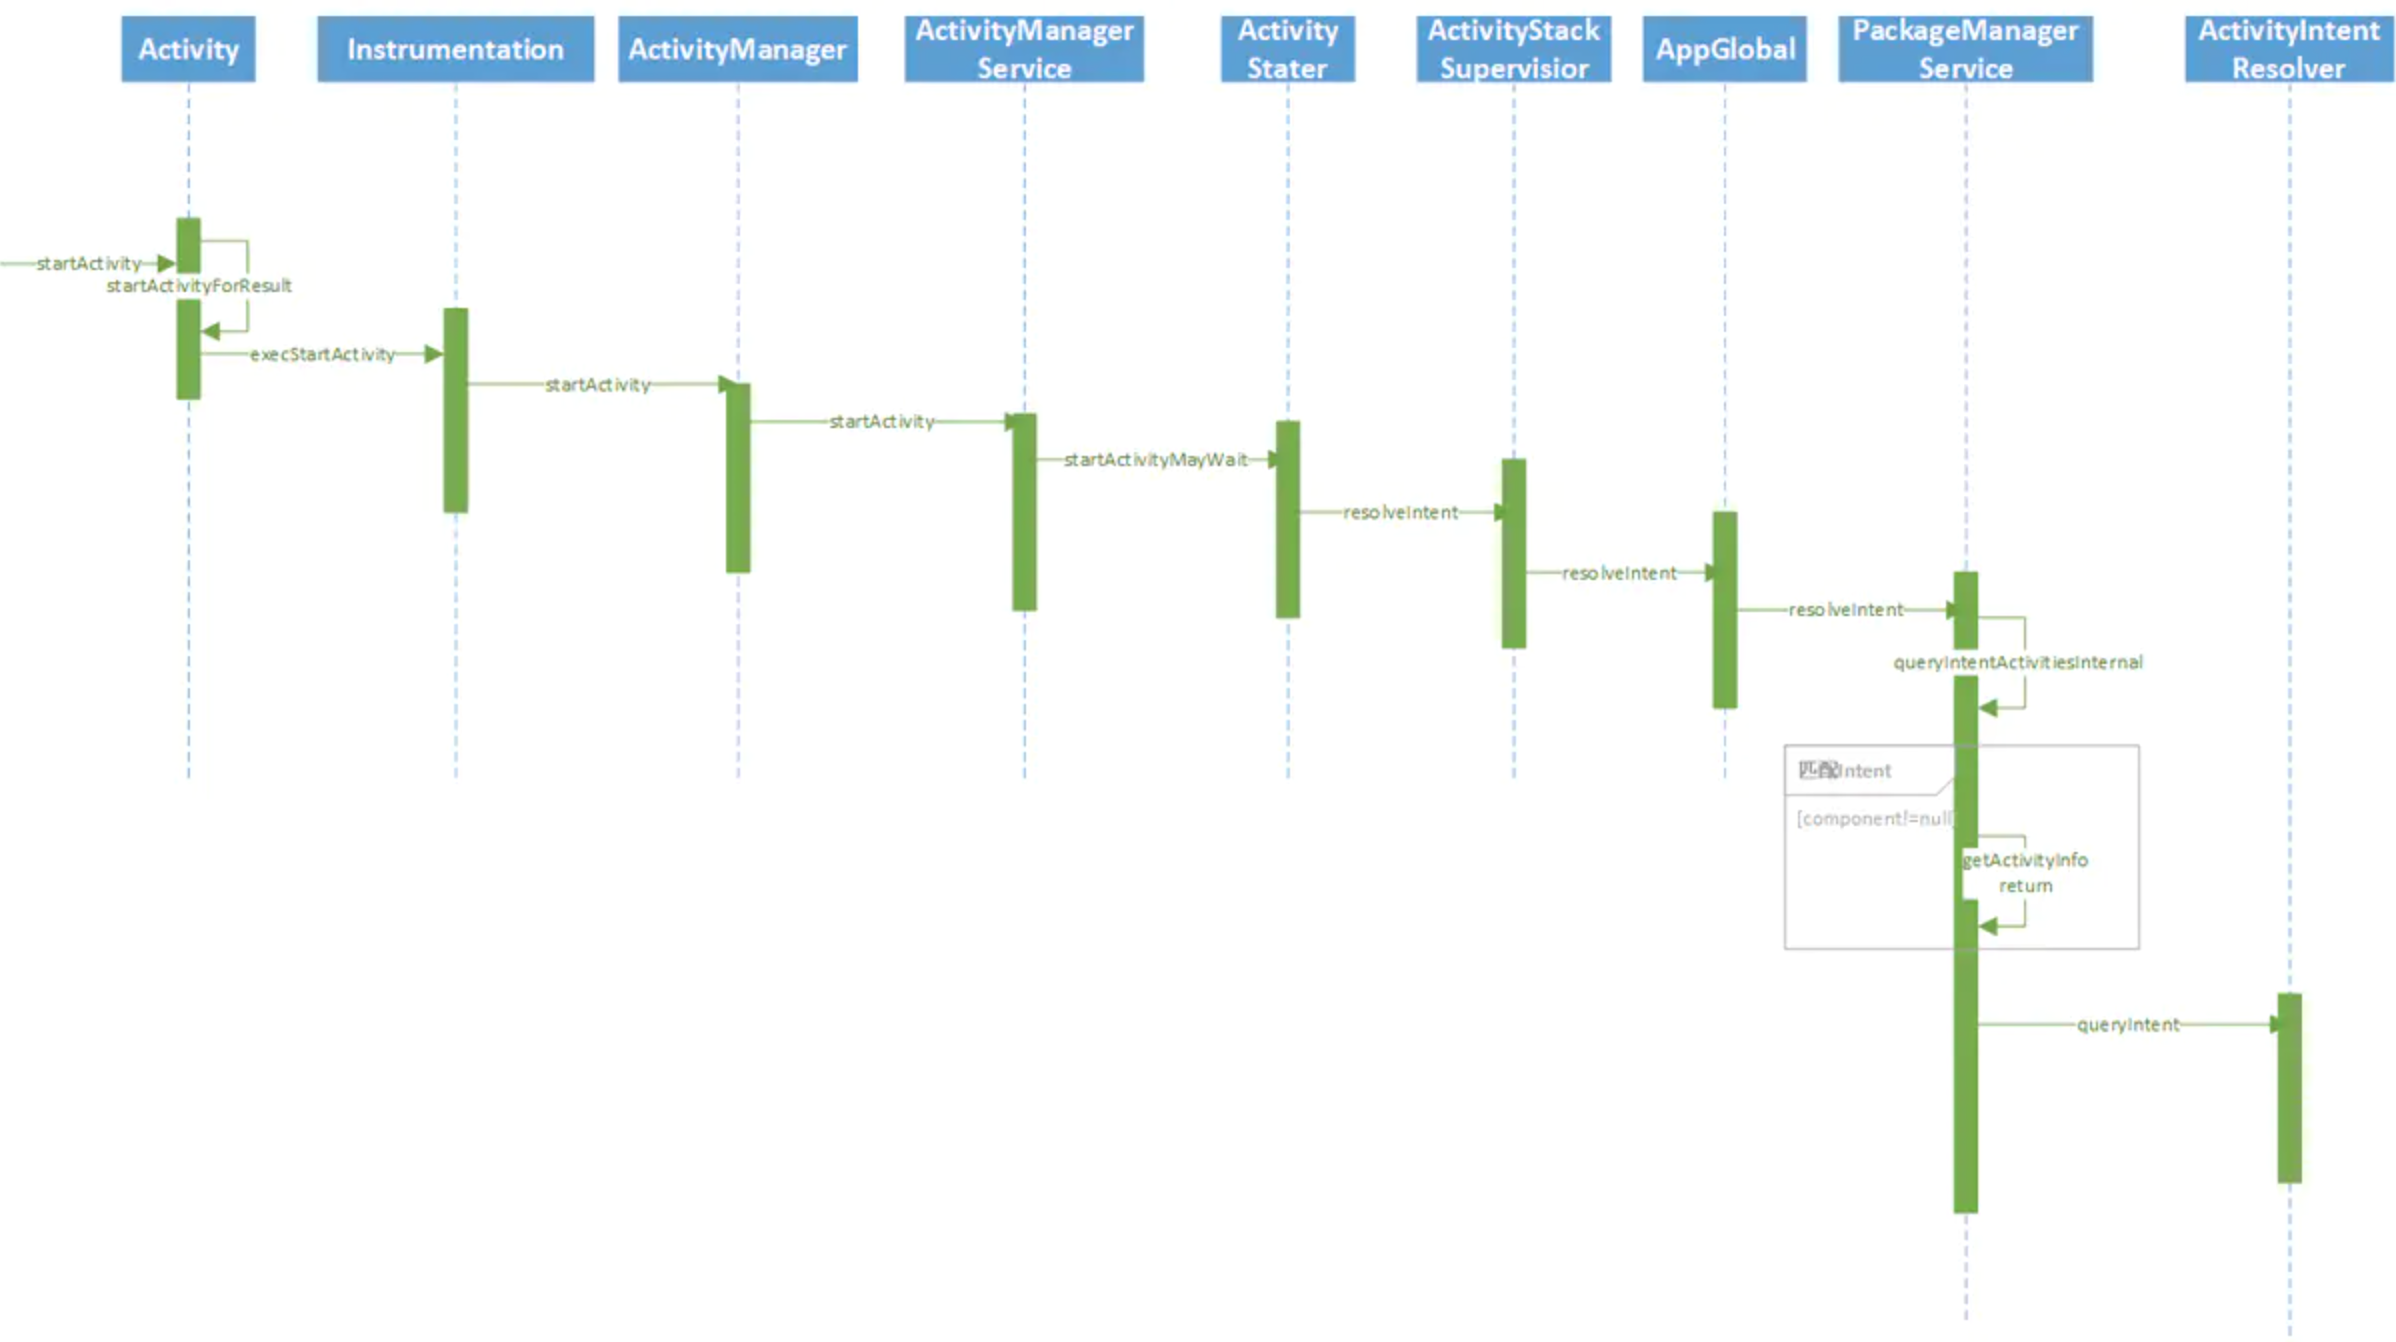 Activity
Instrumentation
ActivityManager
ActivityManager
Service
Activity
Stater
ActivityStack
Supervisior
AppGlobal
PackageManager
Service
ActivityIntent
Resolver
startActivity
startActivityForResult
execStartActivity
startActivity
startActivity
startActivityMayWait
resolveIntent
resolveIntent
resolveIntent
queryIntentActivitiesInternal
匹配Intent
[component!=null]
getActivityInfo
return
queryIntent